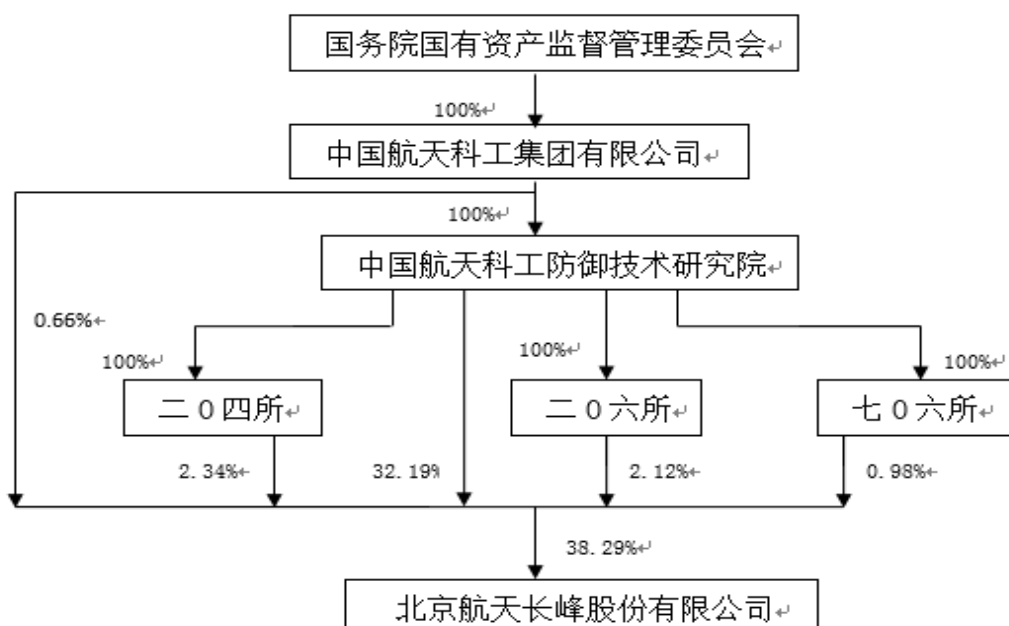 国务院国有资产监督管理委员会↵
100%↵
中国航天科工集团有限公司↵
100%↵
中国航天科工防御技术研究院↵
0.66%←
100%↵
100%↵
100%↵
二0四所↵
二0六所↵
七0六所↵
2.34%←
32.19%
2.12%←
0.98%←
38.29%↵
北京航天长峰股份有限公司↵